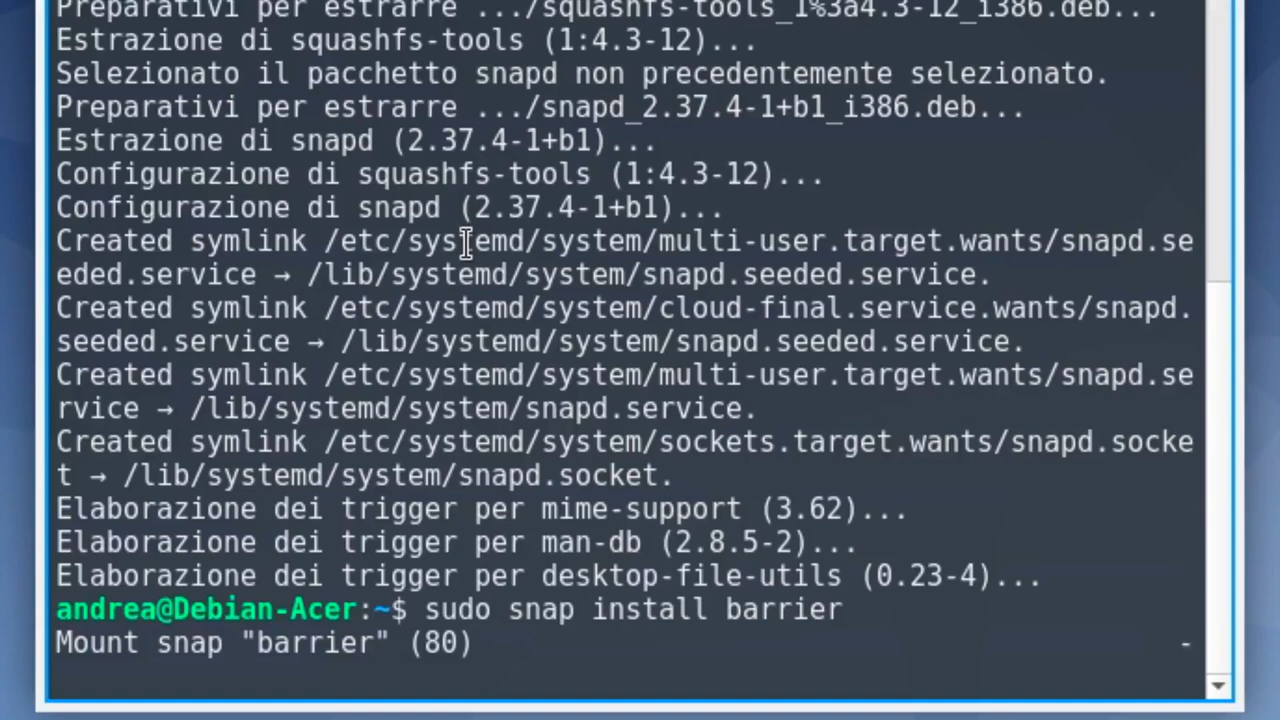 Preparativi per estrarre .../squashfs-tools_1%3a4.3-12_i386.deb...
Estrazione di squashfs-tools (1:4.3-12)...
Selezionato il pacchetto snapd non precedentemente selezionato.
Preparativi per estrarre .../snapd_2.37.4-1+b1_i386.deb...
Estrazione di snapd (2.37.4-1+b1)...
Configurazione di squashfs-tools (1:4.3-12)...
Configurazione di snapd (2.37.4-1+b1)...
Created symlink /etc/systemd/system/multi-user.target.wants/snapd.se
eded.service → /lib/systemd/system/snapd.seeded.service.
Created symlink /etc/systemd/system/cloud-final.service.wants/snapd.
seeded.service → /lib/systemd/system/snapd.seeded.service.
Created symlink /etc/systemd/system/multi-user.target.wants/snapd.se
rvice → /lib/systemd/system/snapd.service.
Created symlink /etc/systemd/system/sockets.target.wants/snapd.socke
t → /lib/systemd/system/snapd.socket.
Elaborazione dei trigger per mime-support (3.62)...
Elaborazione dei trigger per man-db (2.8.5-2)...
Elaborazione dei trigger per desktop-file-utils (0.23-4)...
andrea@Debian-Acer:~$ sudo snap install barrier
Mount snap "barrier" (80) -